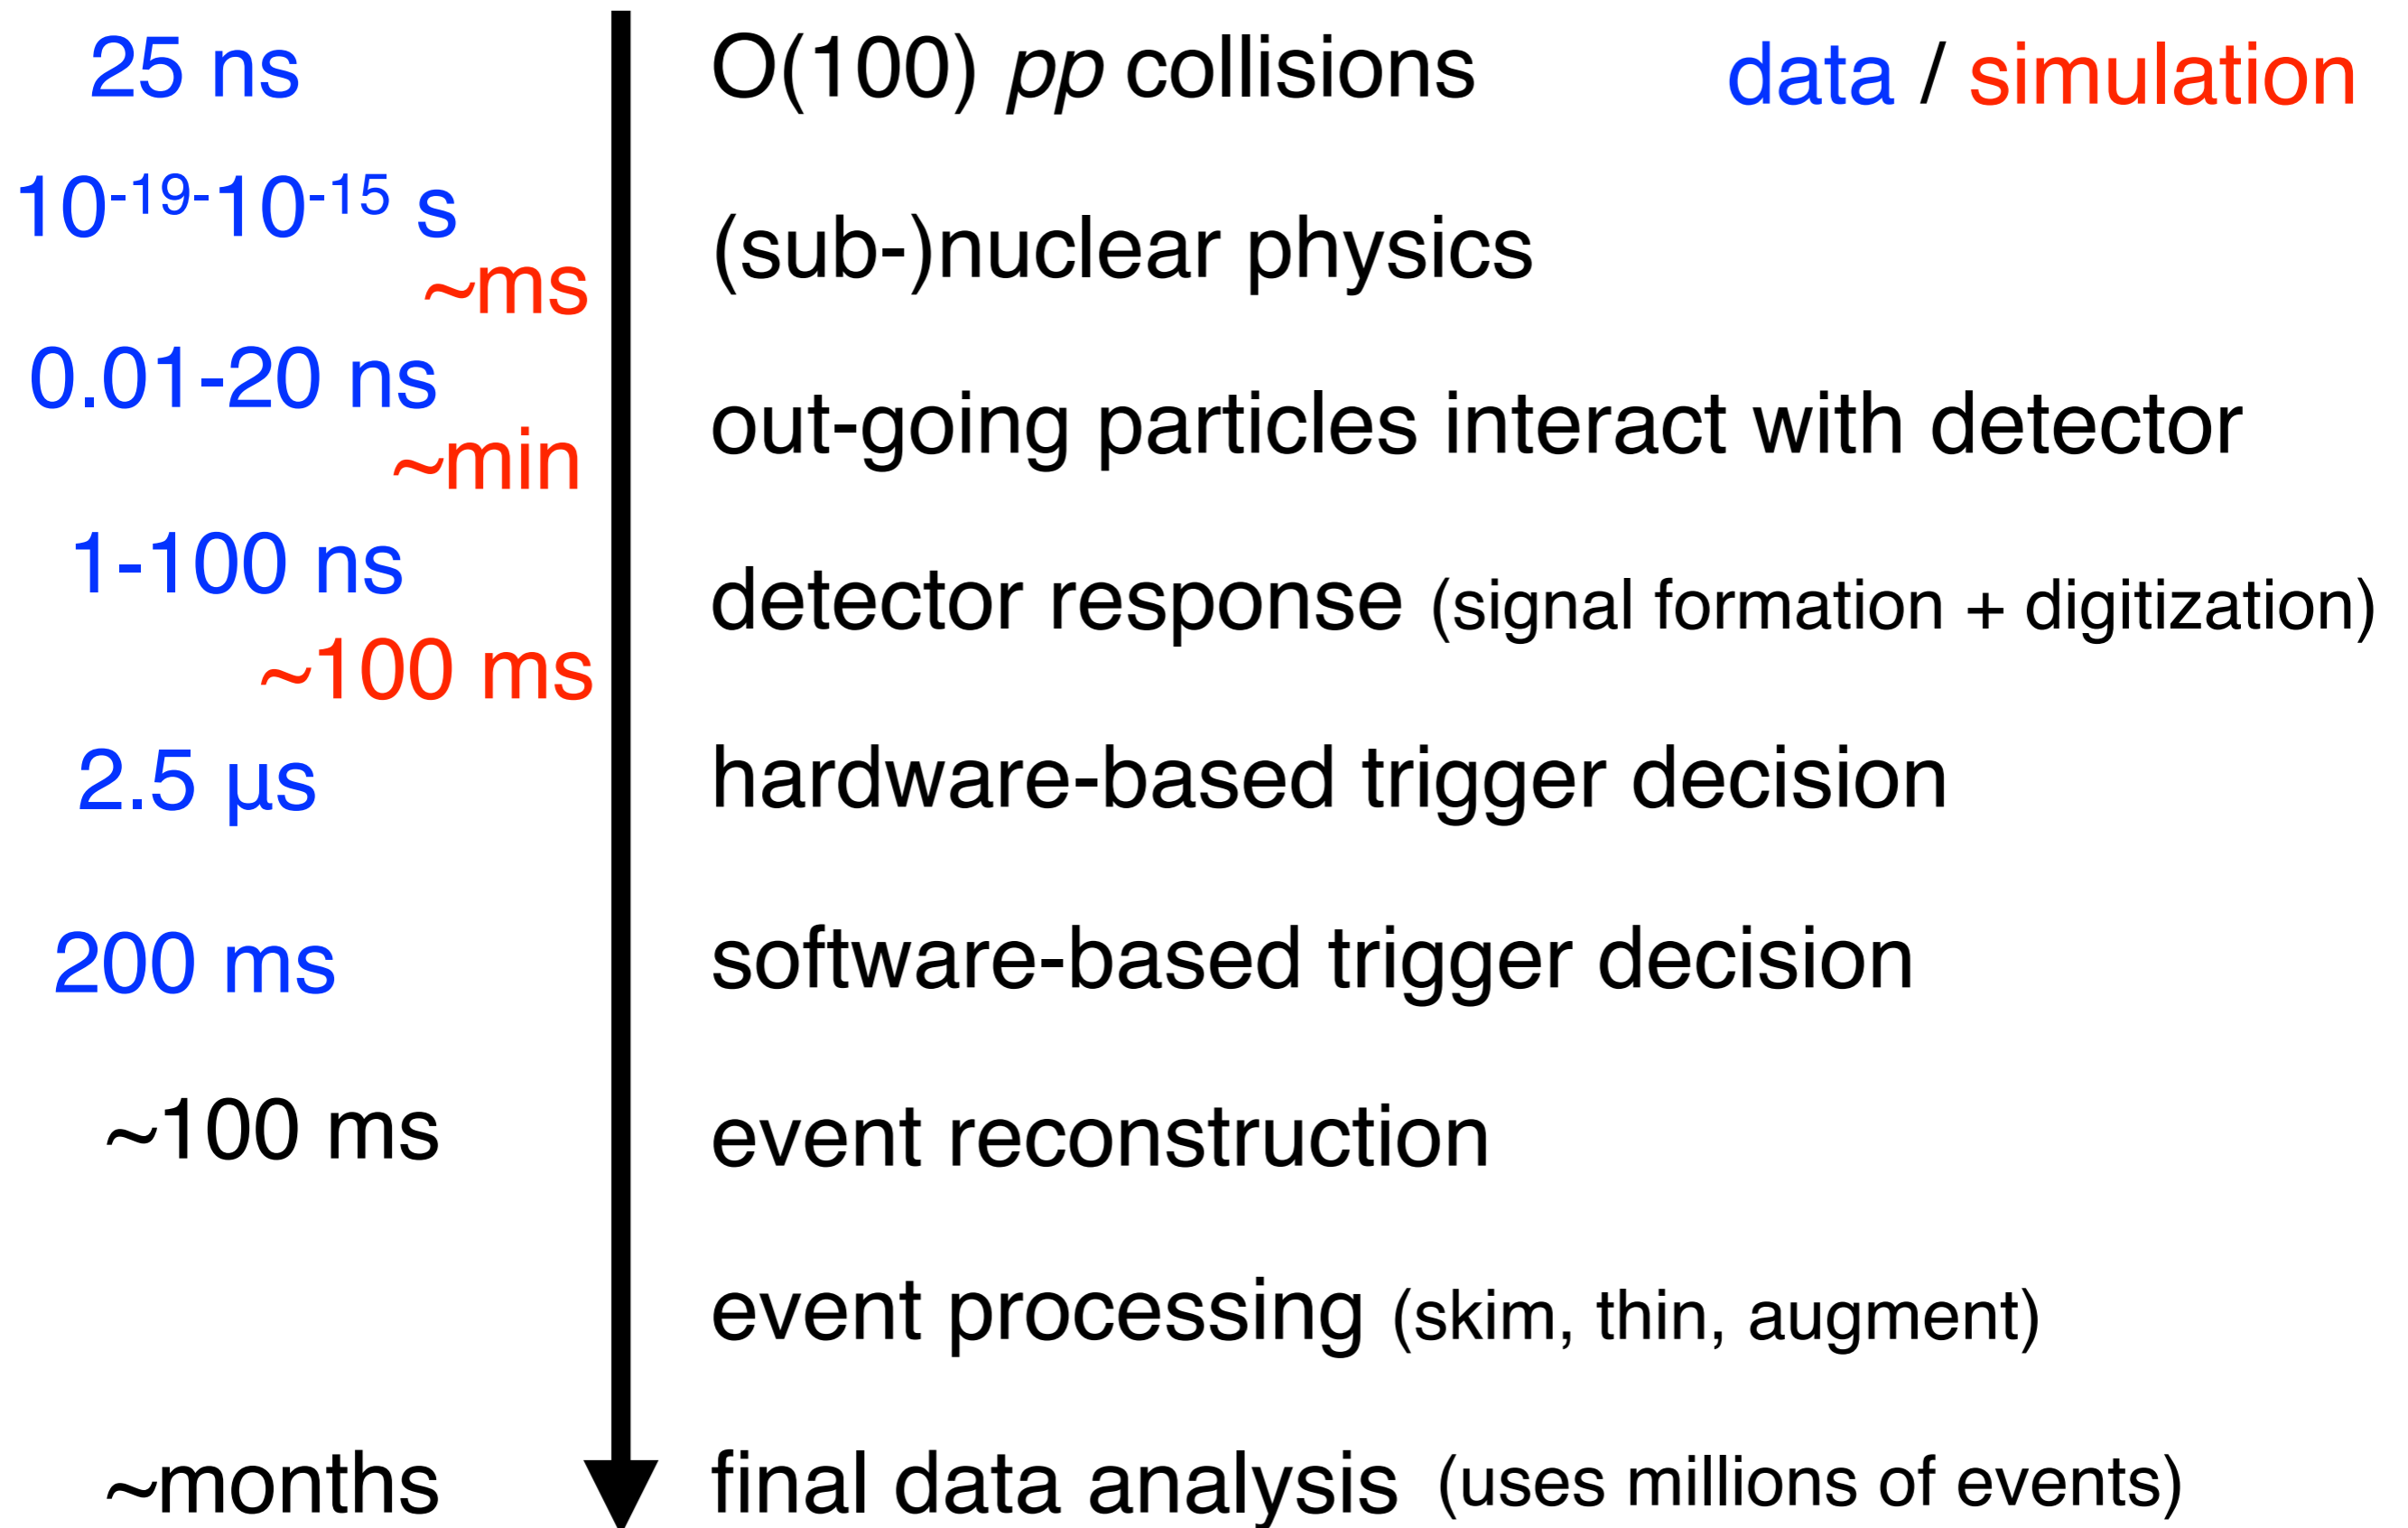 25 ns O(100) pp collisions data / simulation
10⁻¹⁹-10⁻¹⁵ s
~ms (sub-)nuclear physics
0.01-20 ns
~min out-going particles interact with detector
1-100 ns
~100 ms detector response (signal formation + digitization)
2.5 µs hardware-based trigger decision
200 ms software-based trigger decision
~100 ms event reconstruction
event processing (skim, thin, augment)
~months final data analysis (uses millions of events)